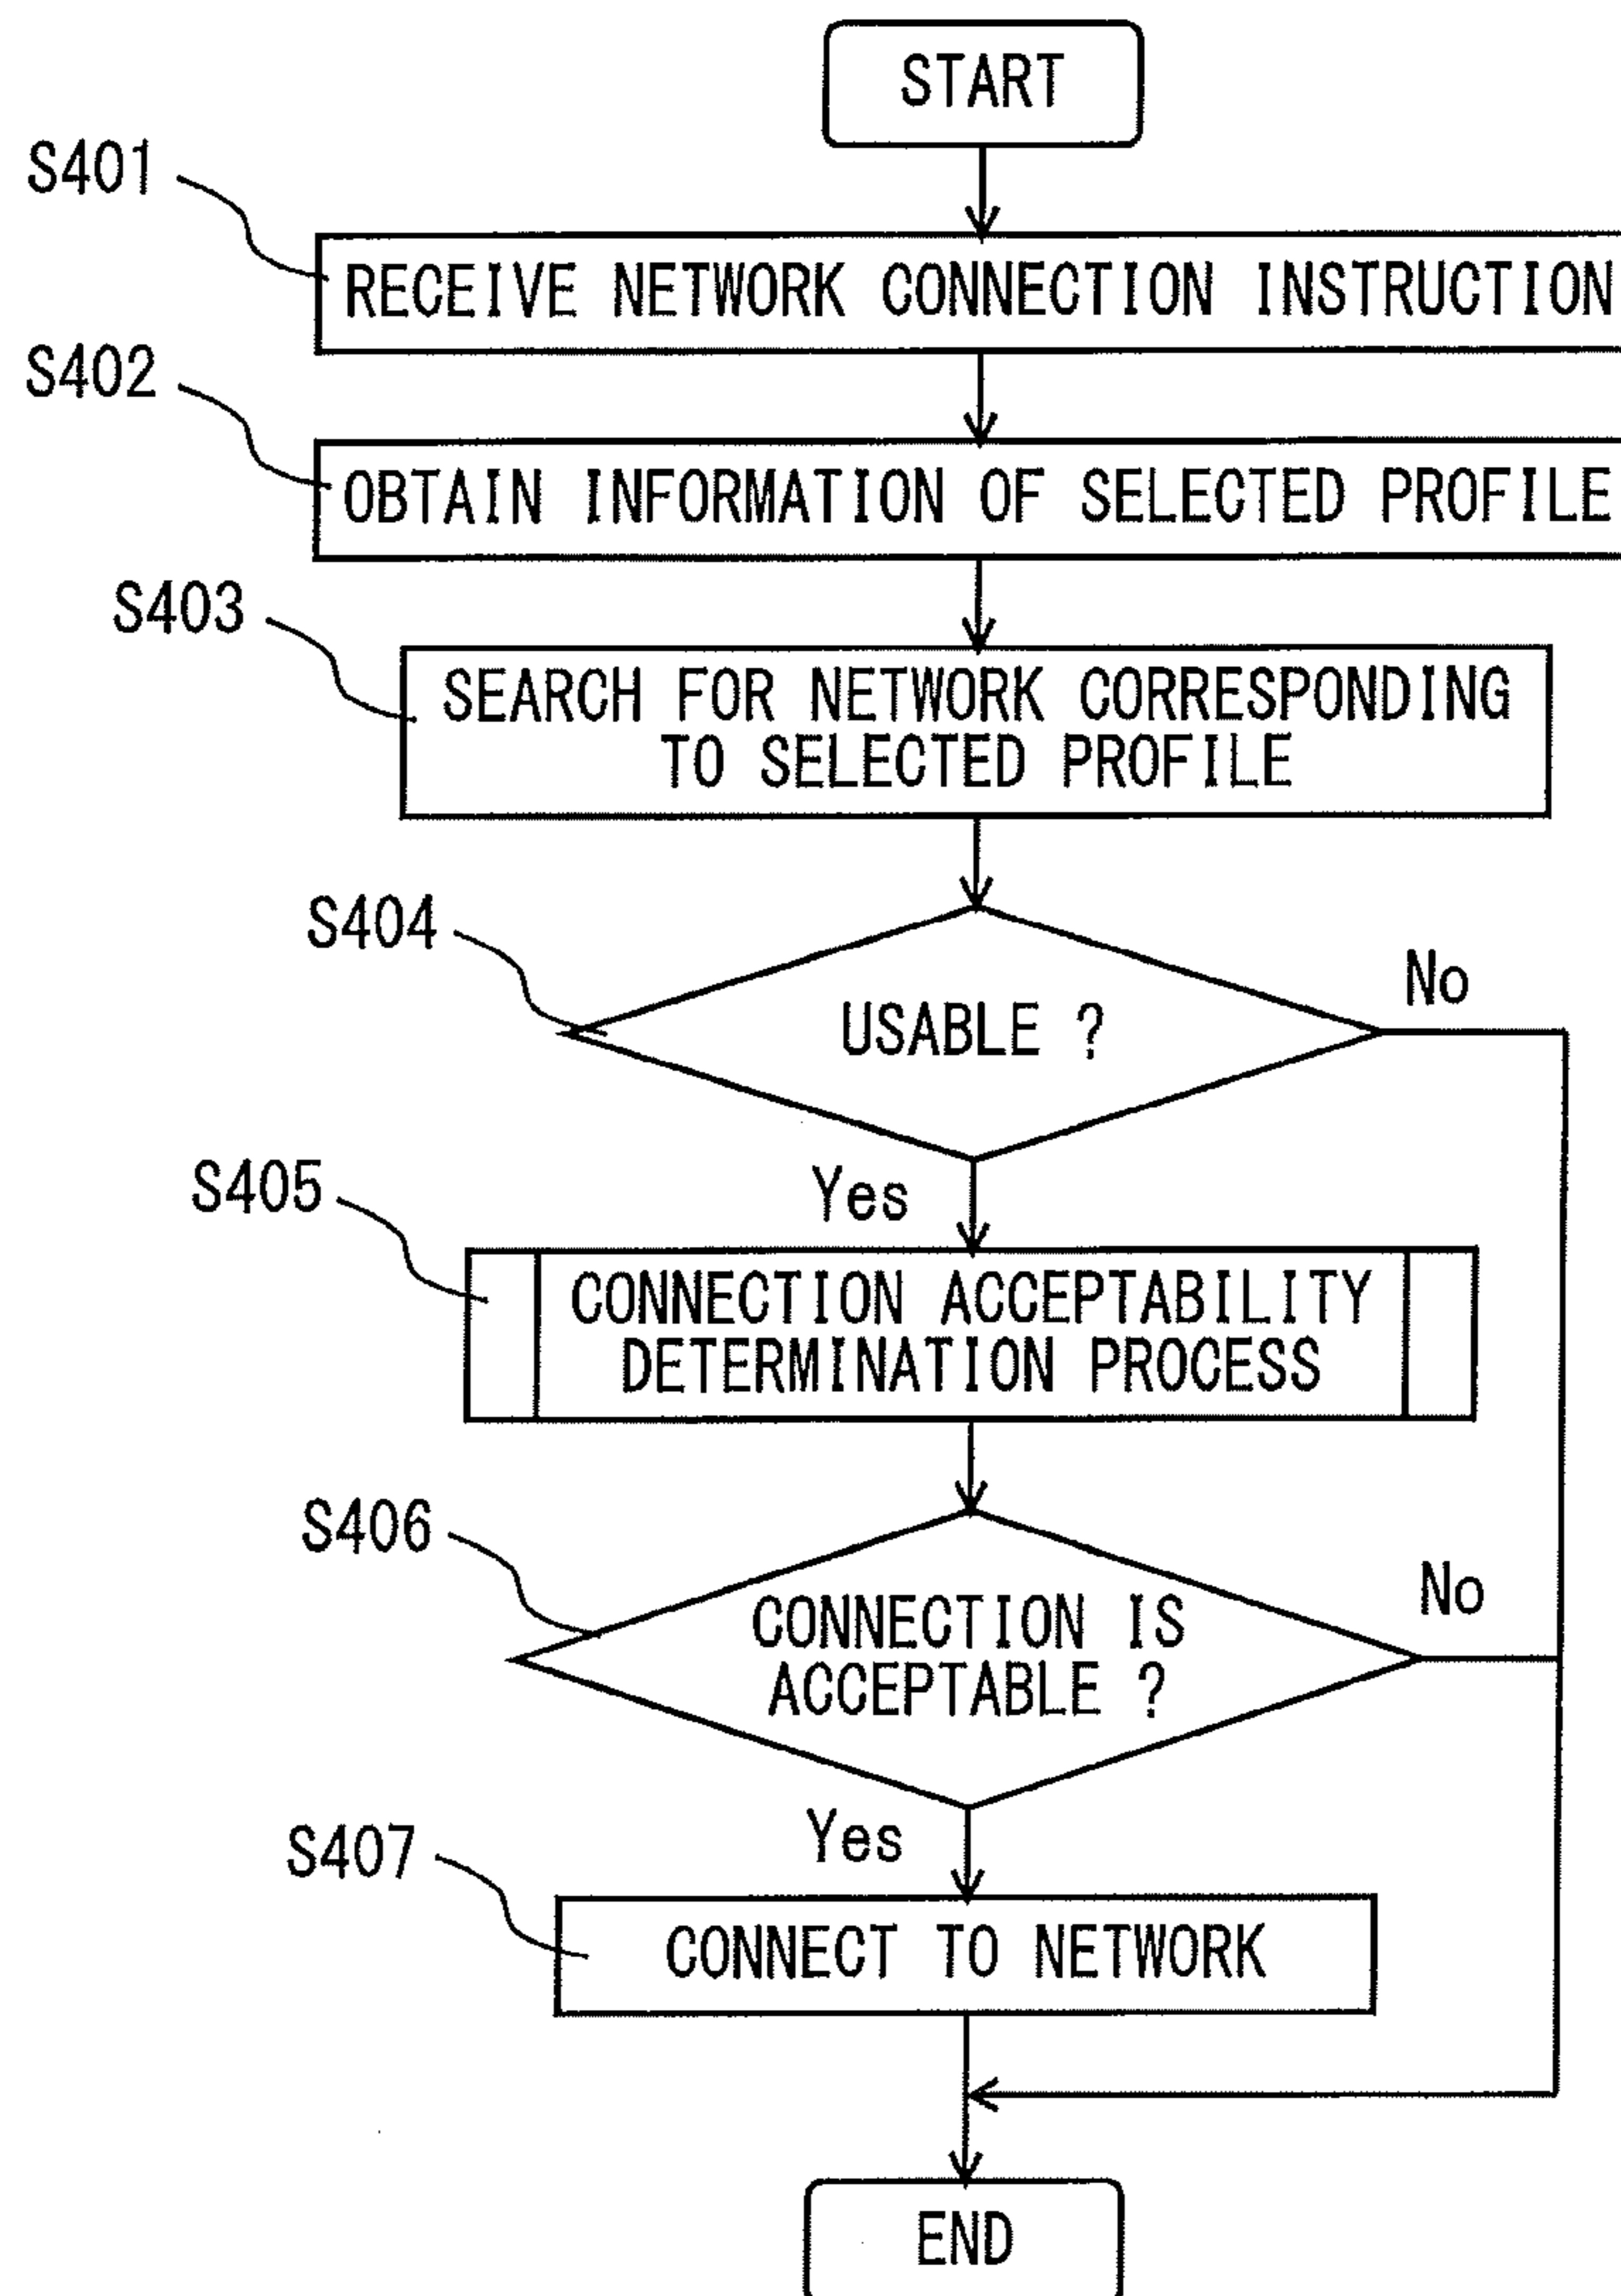 START
S401
RECEIVE NETWORK CONNECTION INSTRUCTION
S402
OBTAIN INFORMATION OF SELECTED PROFILE
S403
SEARCH FOR NETWORK CORRESPONDING
TO SELECTED PROFILE
S404
USABLE ?
No
Yes
S405
CONNECTION ACCEPTABILITY
DETERMINATION PROCESS
S406
CONNECTION IS
ACCEPTABLE ?
No
Yes
S407
CONNECT TO NETWORK
END